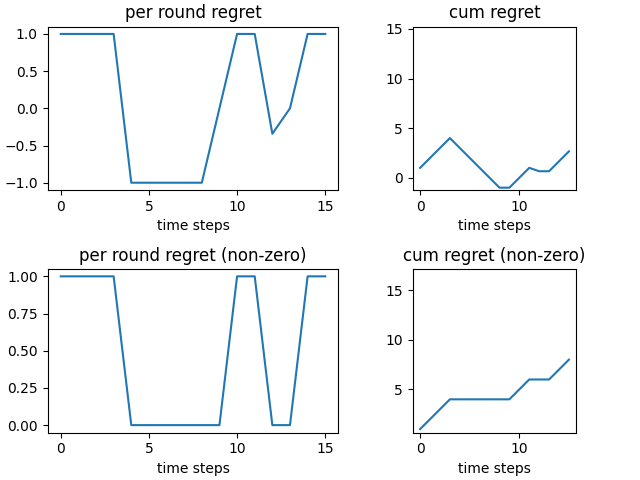 per round regret
1.0
0.5
0.0
−0.5
−1.0
0 5 10 15
time steps
cum regret
15
10
5
0
0 10
time steps
per round regret (non-zero)
1.00
0.75
0.50
0.25
0.00
0 5 10 15
time steps
cum regret (non-zero)
15
10
5
0 10
time steps